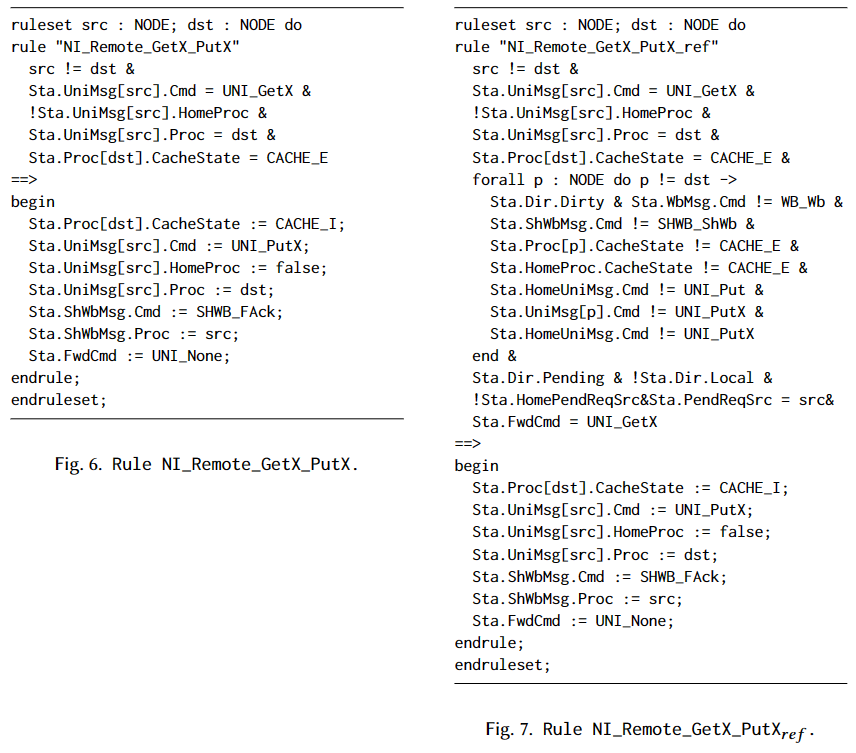 ruleset src : NODE; dst : NODE do
rule "NI_Remote_GetX_PutX"
src != dst &
Sta.UniMsg[src].Cmd = UNI_GetX &
!Sta.UniMsg[src].HomeProc &
Sta.UniMsg[src].Proc = dst &
Sta.Proc[dst].CacheState = CACHE_E
==>
begin
Sta.Proc[dst].CacheState := CACHE_I;
Sta.UniMsg[src].Cmd := UNI_PutX;
Sta.UniMsg[src].HomeProc := false;
Sta.UniMsg[src].Proc := dst;
Sta.ShWbMsg.Cmd := SHWB_FAck;
Sta.ShWbMsg.Proc := src;
Sta.FwdCmd := UNI_None;
endrule;
endruleset;
Fig. 6. Rule NI_Remote_GetX_PutX.
ruleset src : NODE; dst : NODE do
rule "NI_Remote_GetX_PutX_ref"
src != dst &
Sta.UniMsg[src].Cmd = UNI_GetX &
!Sta.UniMsg[src].HomeProc &
Sta.UniMsg[src].Proc = dst &
Sta.Proc[dst].CacheState = CACHE_E &
forall p : NODE do p != dst ->
Sta.Dir.Dirty & Sta.WbMsg.Cmd != WB_Wb &
Sta.ShWbMsg.Cmd != SHWB_ShWb &
Sta.Proc[p].CacheState != CACHE_E &
Sta.HomeProc.CacheState != CACHE_E &
Sta.HomeUniMsg.Cmd != UNI_Put &
Sta.UniMsg[p].Cmd != UNI_PutX &
Sta.HomeUniMsg.Cmd != UNI_PutX
end &
Sta.Dir.Pending & !Sta.Dir.Local &
!Sta.HomePendReqSrc&Sta.PendReqSrc = src&
Sta.FwdCmd = UNI_GetX
==>
begin
Sta.Proc[dst].CacheState := CACHE_I;
Sta.UniMsg[src].Cmd := UNI_PutX;
Sta.UniMsg[src].HomeProc := false;
Sta.UniMsg[src].Proc := dst;
Sta.ShWbMsg.Cmd := SHWB_FAck;
Sta.ShWbMsg.Proc := src;
Sta.FwdCmd := UNI_None;
endrule;
endruleset;
Fig. 7. Rule NI_Remote_GetX_PutXref.